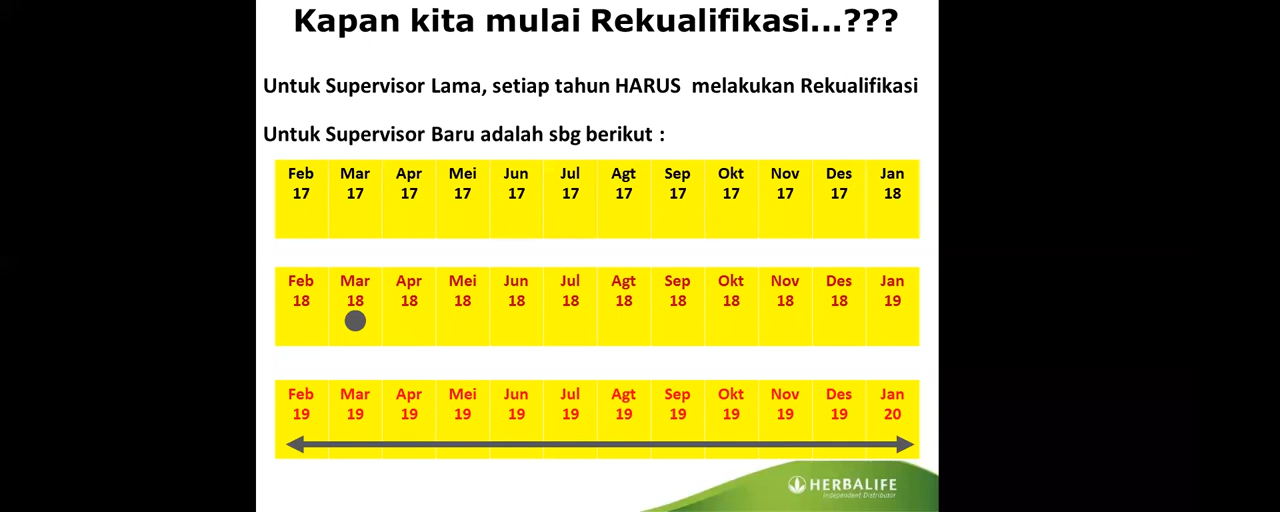 Kapan kita mulai Rekualifikasi...???
Untuk Supervisor Lama, setiap tahun HARUS melakukan Rekualifikasi
Untuk Supervisor Baru adalah sbg berikut :
Feb Mar Apr Mei Jun Jul Agt Sep Okt Nov Des Jan
17 17 17 17 17 17 17 17 17 17 17 18
Feb Mar Apr Mei Jun Jul Agt Sep Okt Nov Des Jan
18 18 18 18 18 18 18 18 18 18 18 19
Feb Mar Apr Mei Jun Jul Agt Sep Okt Nov Des Jan
19 19 19 19 19 19 19 19 19 19 19 20
HERBALIFE
Independent Distributor